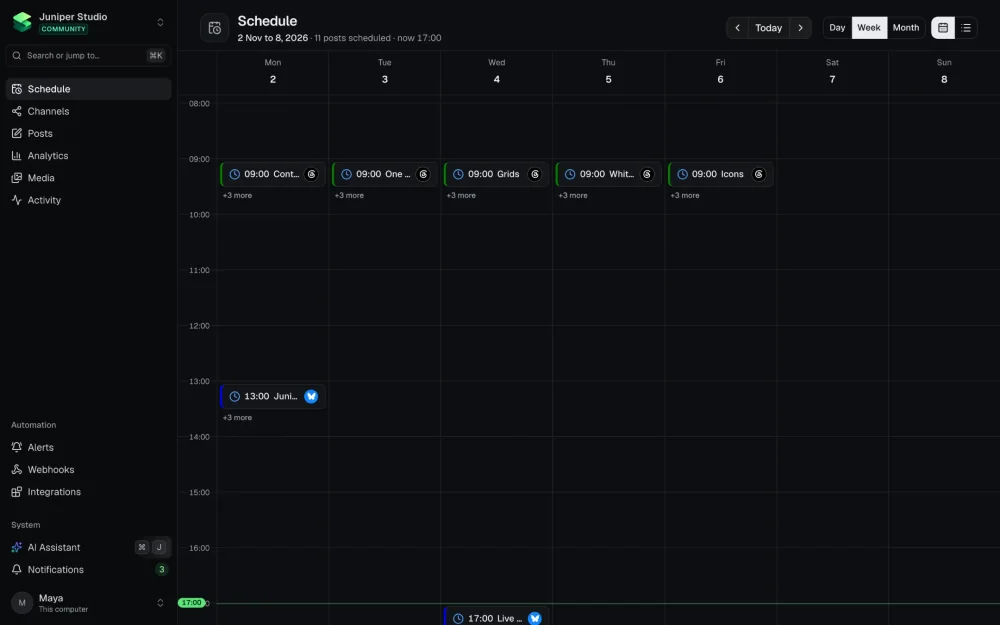 Juniper Studio
COMMUNITY
Search or jump to... ⌘K
Schedule
Channels
Posts
Analytics
Media
Activity
Automation
Alerts
Webhooks
Integrations
System
AI Assistant ⌘ J
Notifications 3
M Maya
This computer
Schedule
2 Nov to 8, 2026 · 11 posts scheduled · now 17:00
Today
Day Week Month
Mon Tue Wed Thu Fri Sat Sun
2 3 4 5 6 7 8
08:00
09:00
09:00 Cont... 09:00 One ... 09:00 Grids 09:00 Whit... 09:00 Icons
+3 more +3 more +3 more +3 more +3 more
10:00
11:00
12:00
13:00
13:00 Juni...
+3 more
14:00
15:00
16:00
17:00
17:00 Live ...